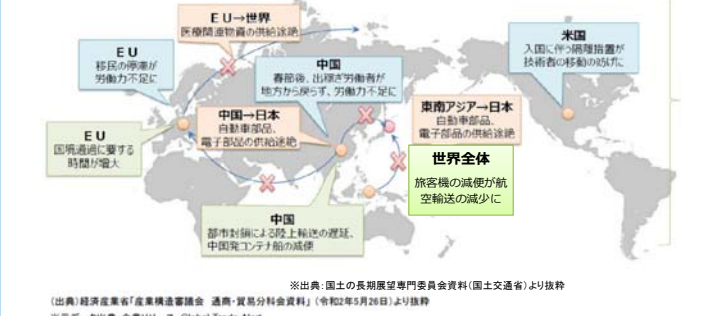 EU→世界
医療関連物資の供給途絶
EU
移民の停滞が
労働力不足に
中国
春節後、出稼ぎ労働者が
地方から戻らず、労働力不足に
米国
入国に伴う隔離措置が
技術者の移動の妨げに
中国→日本
自動車部品、
電子部品の供給途絶
東南アジア→日本
自動車部品、
電子部品の供給途絶
EU
国境通過に要する
時間が増大
世界全体
旅客機の減便が航
空輸送の減少に
中国
都市封鎖による陸上輸送の遅延、
中国発コンテナ船の減便
※出典:国土の長期展望専門委員会資料(国土交通省)より抜粋
(出典)経済産業省「産業構造審議会 通商・貿易分科会資料」(令和2年5月26日)より抜粋